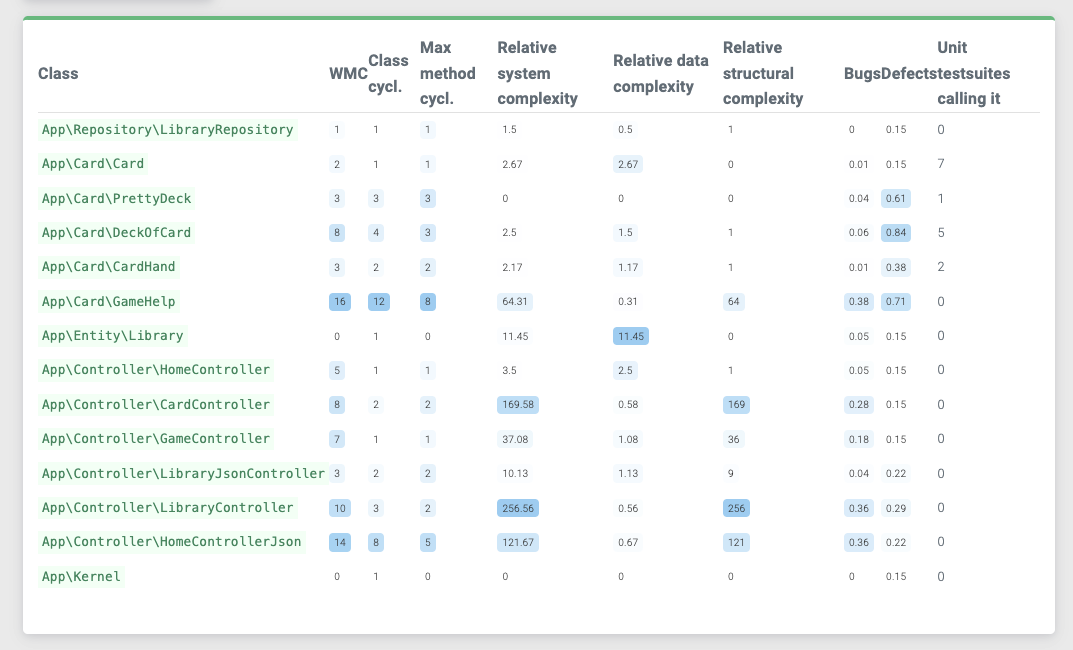 Class WMC Class cycl. Max method cycl. Relative system complexity Relative data complexity Relative structural complexity Bugs Defects Unit testsuites calling it
App\Repository\LibraryRepository 1 1 1 1.5 0.5 1 0 0.15 0
App\Card\Card 2 1 1 2.67 2.67 0 0.01 0.15 7
App\Card\PrettyDeck 3 3 3 0 0 0 0.04 0.61 1
App\Card\DeckOfCard 8 4 3 2.5 1.5 1 0.06 0.84 5
App\Card\CardHand 3 2 2 2.17 1.17 1 0.01 0.38 2
App\Card\GameHelp 16 12 8 64.31 0.31 64 0.38 0.71 0
App\Entity\Library 0 1 0 11.45 11.45 0 0.05 0.15 0
App\Controller\HomeController 5 1 1 3.5 2.5 1 0.05 0.15 0
App\Controller\CardController 8 2 2 169.58 0.58 169 0.28 0.15 0
App\Controller\GameController 7 1 1 37.08 1.08 36 0.18 0.15 0
App\Controller\LibraryJsonController 3 2 2 10.13 1.13 9 0.04 0.22 0
App\Controller\LibraryController 10 3 2 256.56 0.56 256 0.36 0.29 0
App\Controller\HomeControllerJson 14 8 5 121.67 0.67 121 0.36 0.22 0
App\Kernel 0 1 0 0 0 0 0 0.15 0